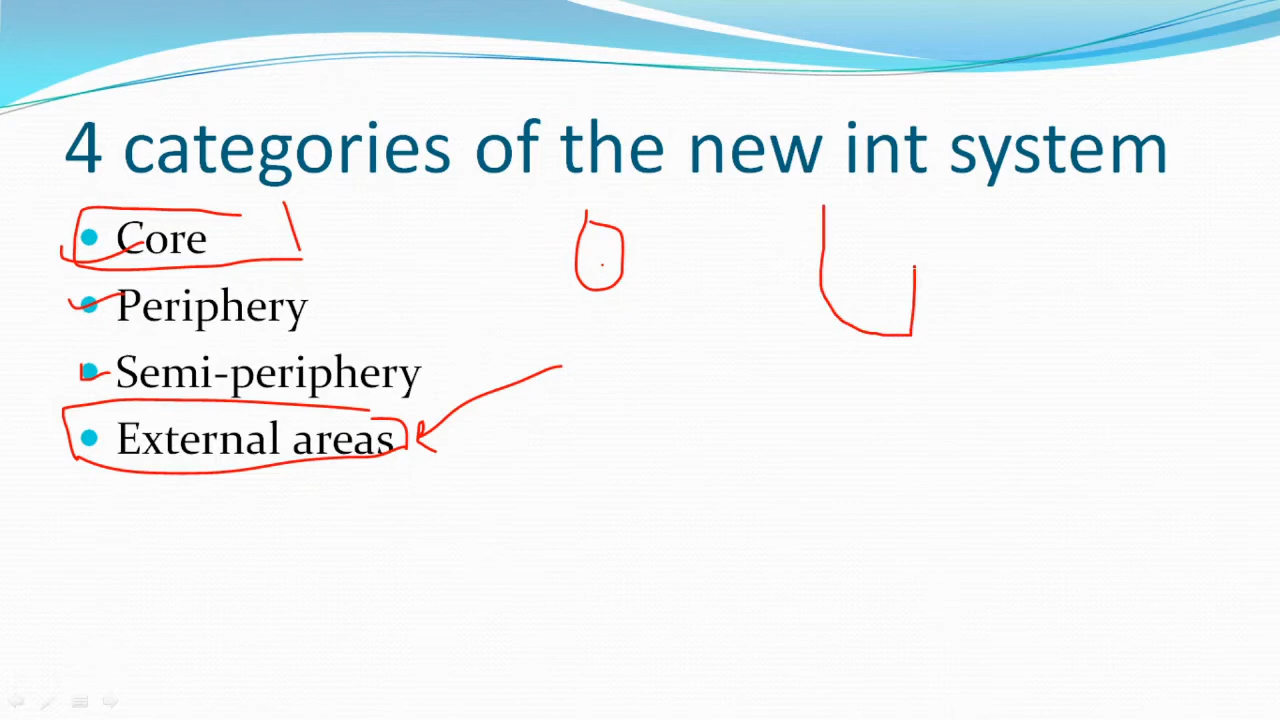 4 categories of the new int system
Core
Periphery
Semi-periphery
External areas